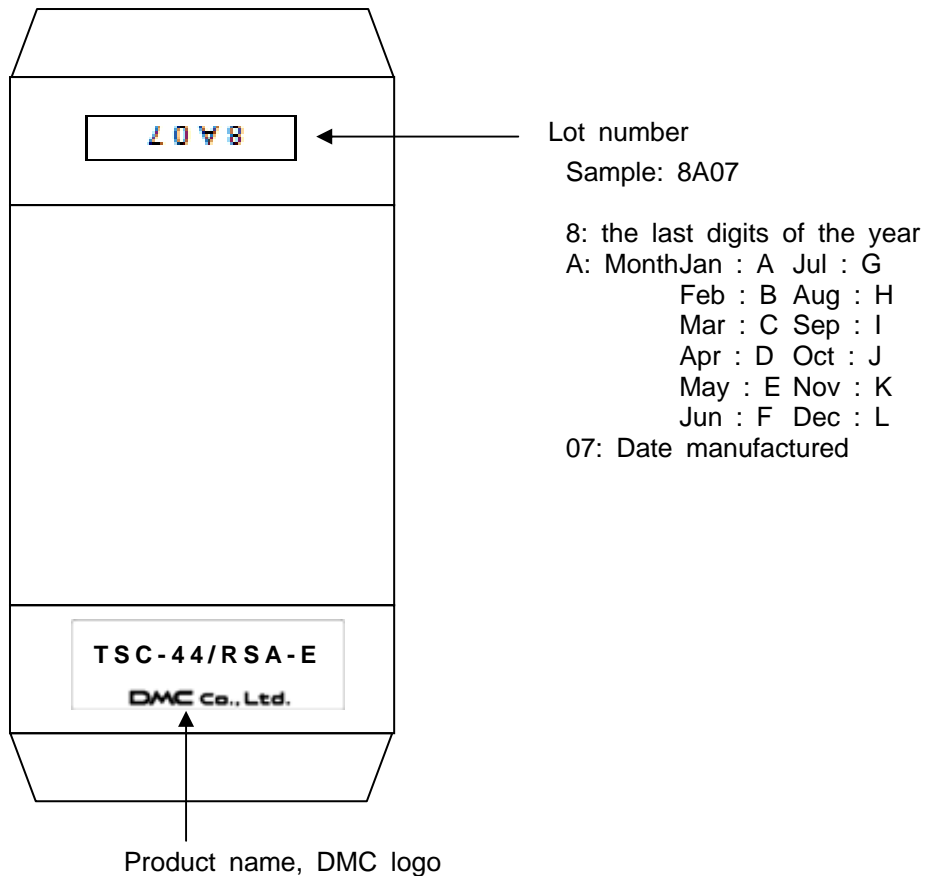 8A07
Lot number
Sample: 8A07
8: the last digits of the year
A: MonthJan : A Jul : G
Feb : B Aug : H
Mar : C Sep : I
Apr : D Oct : J
May : E Nov : K
Jun : F Dec : L
07: Date manufactured
TSC-44/RSA-E
DMC Co., Ltd.
Product name, DMC logo